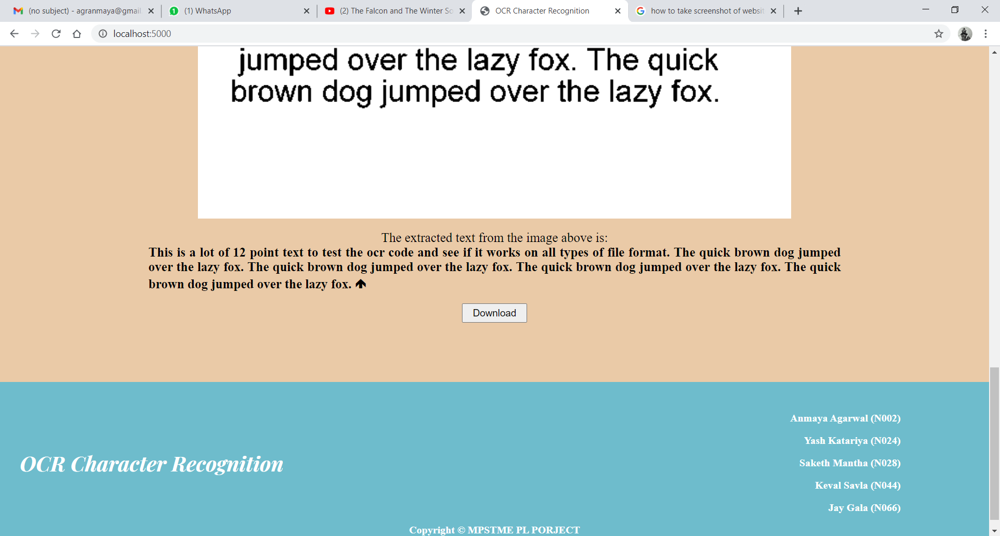 (no subject) - agranmaya@gmail.
(1) WhatsApp
(2) The Falcon and The Winter So
OCR Character Recognition
how to take screenshot of websit
localhost:5000
jumped over the lazy fox. The quick
brown dog jumped over the lazy fox.
The extracted text from the image above is:
This is a lot of 12 point text to test the ocr code and see if it works on all types of file format. The quick brown dog jumped
over the lazy fox. The quick brown dog jumped over the lazy fox. The quick brown dog jumped over the lazy fox. The quick
brown dog jumped over the lazy fox.
Download
OCR Character Recognition
Anmaya Agarwal (N002)
Yash Katariya (N024)
Saketh Mantha (N028)
Keval Savla (N044)
Jay Gala (N066)
Copyright © MPSTME PL PORJECT